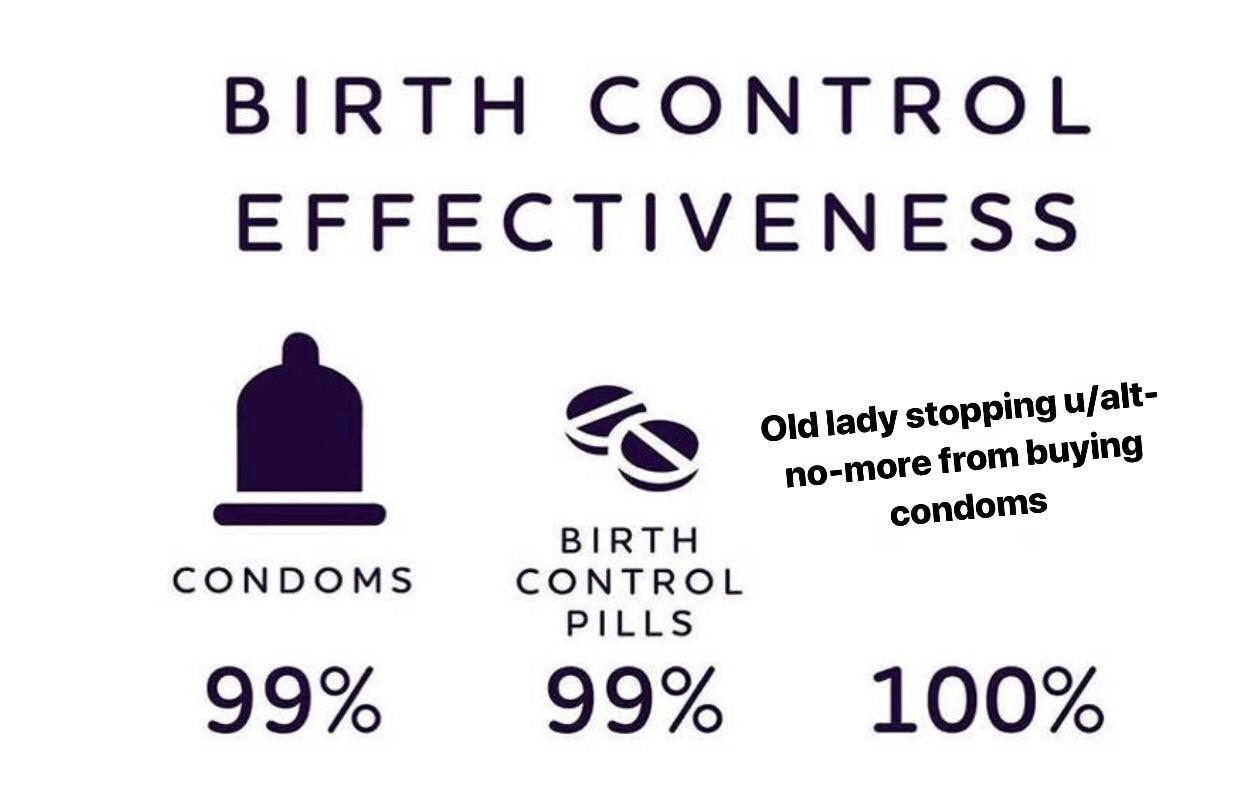 BIRTH CONTROL
EFFECTIVENESS
CONDOMS
99%
BIRTH
CONTROL
PILLS
99%
Old lady stopping u/alt-
no-more from buying
condoms
100%